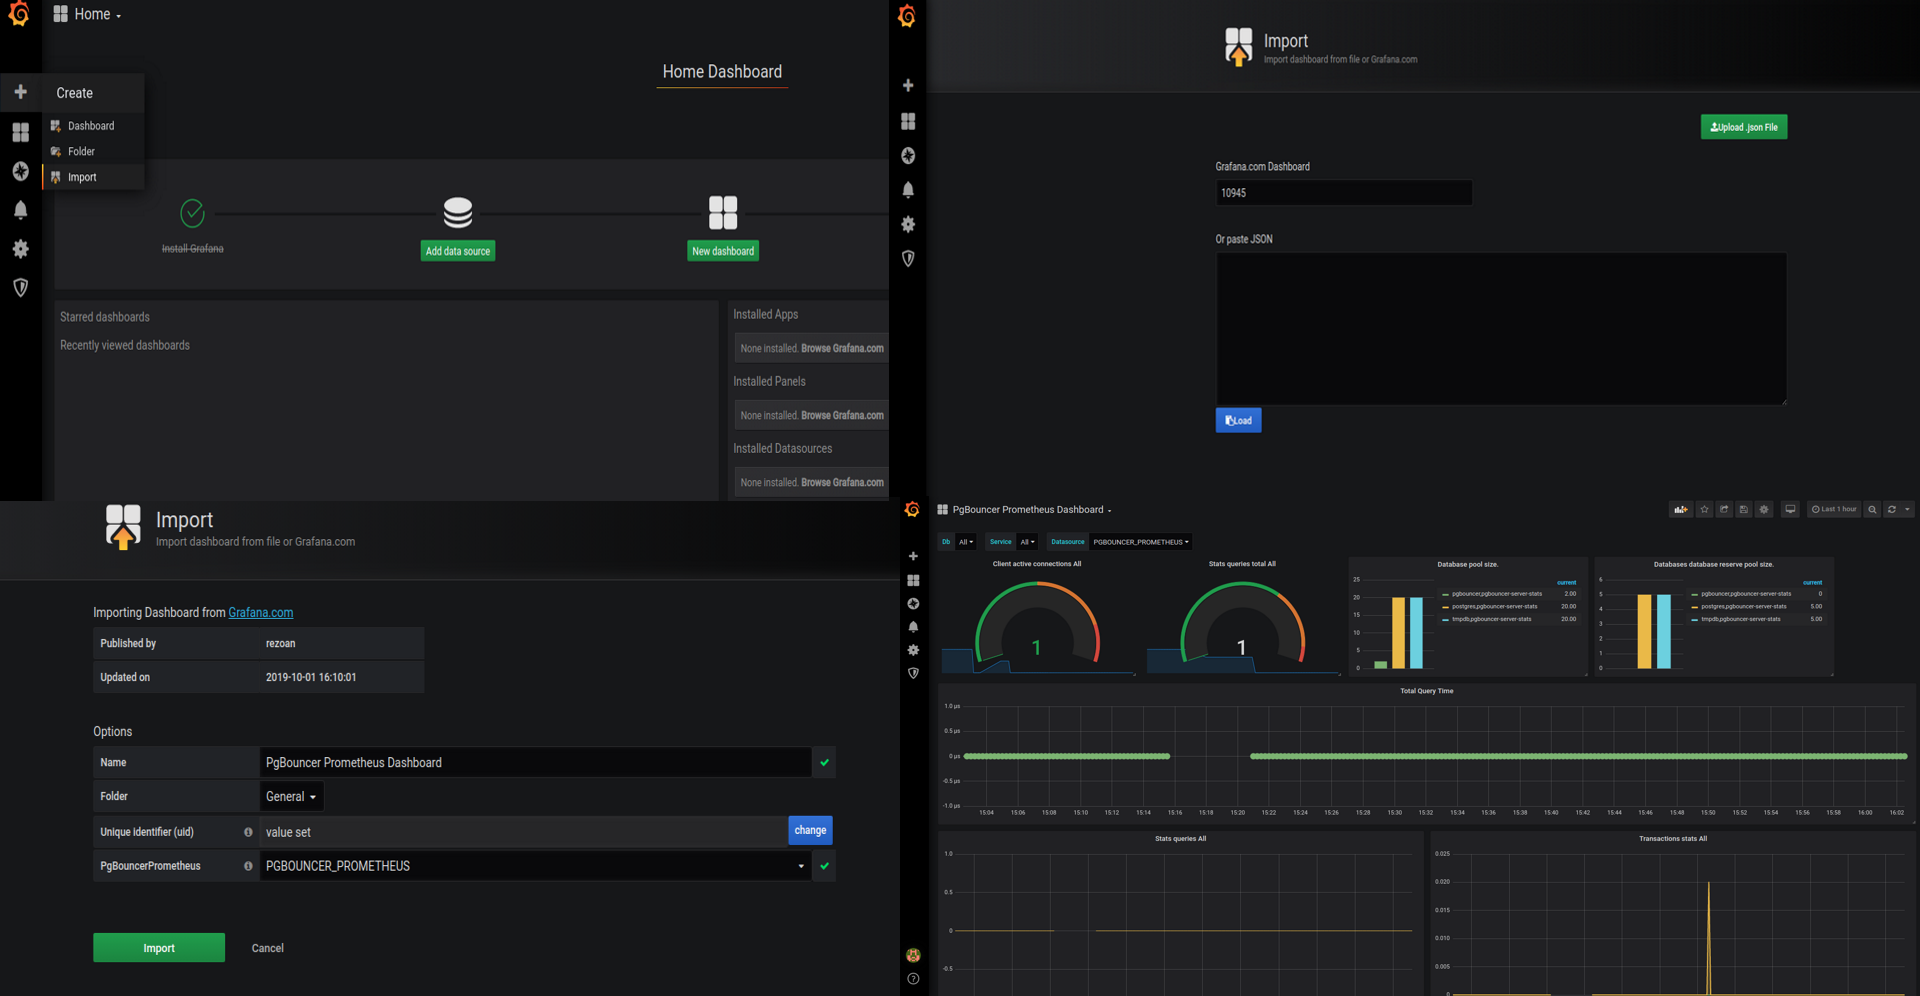 Home
Create
Dashboard
Folder
Import
Home Dashboard
Install Grafana
Add data source
New dashboard
Starred dashboards
Recently viewed dashboards
Installed Apps
None installed. Browse Grafana.com
Installed Panels
None installed. Browse Grafana.com
Installed Datasources
None installed. Browse Grafana.com
Import
Import dashboard from file or Grafana.com
Upload .json File
Grafana.com Dashboard
10945
Or paste JSON
Load
Import
Import dashboard from file or Grafana.com
Importing Dashboard from Grafana.com
Published by rezoan
Updated on 2019-10-01 16:10:01
Options
Name PgBouncer Prometheus Dashboard
Folder General
Unique identifier (uid) value set change
PgBouncerPrometheus PGBOUNCER_PROMETHEUS
Import Cancel
PgBouncer Prometheus Dashboard
Last 1 hour
Db All Service All Datasource PGBOUNCER_PROMETHEUS
Client active connections All
1
Stats queries total All
1
Database pool size.
25
20
15
10
5
0
current
pgbouncer,pgbouncer-server-stats 2.00
postgres,pgbouncer-server-stats 20.00
tmpdb,pgbouncer-server-stats 20.00
Databases database reserve pool size.
6
5
4
3
2
1
0
current
pgbouncer,pgbouncer-server-stats 0
postgres,pgbouncer-server-stats 5.00
tmpdb,pgbouncer-server-stats 5.00
Total Query Time
1.0 µs
0.5 µs
0 µs
-0.5 µs
-1.0 µs
15:04 15:06 15:08 15:10 15:12 15:14 15:16 15:18 15:20 15:22 15:24 15:26 15:28 15:30 15:32 15:34 15:36 15:38 15:40 15:42 15:44 15:46 15:48 15:50 15:52 15:54 15:56 15:58 16:00 16:02
Stats queries All
1.0
0.5
0
-0.5
Transactions stats All
0.025
0.020
0.015
0.010
0.005
0